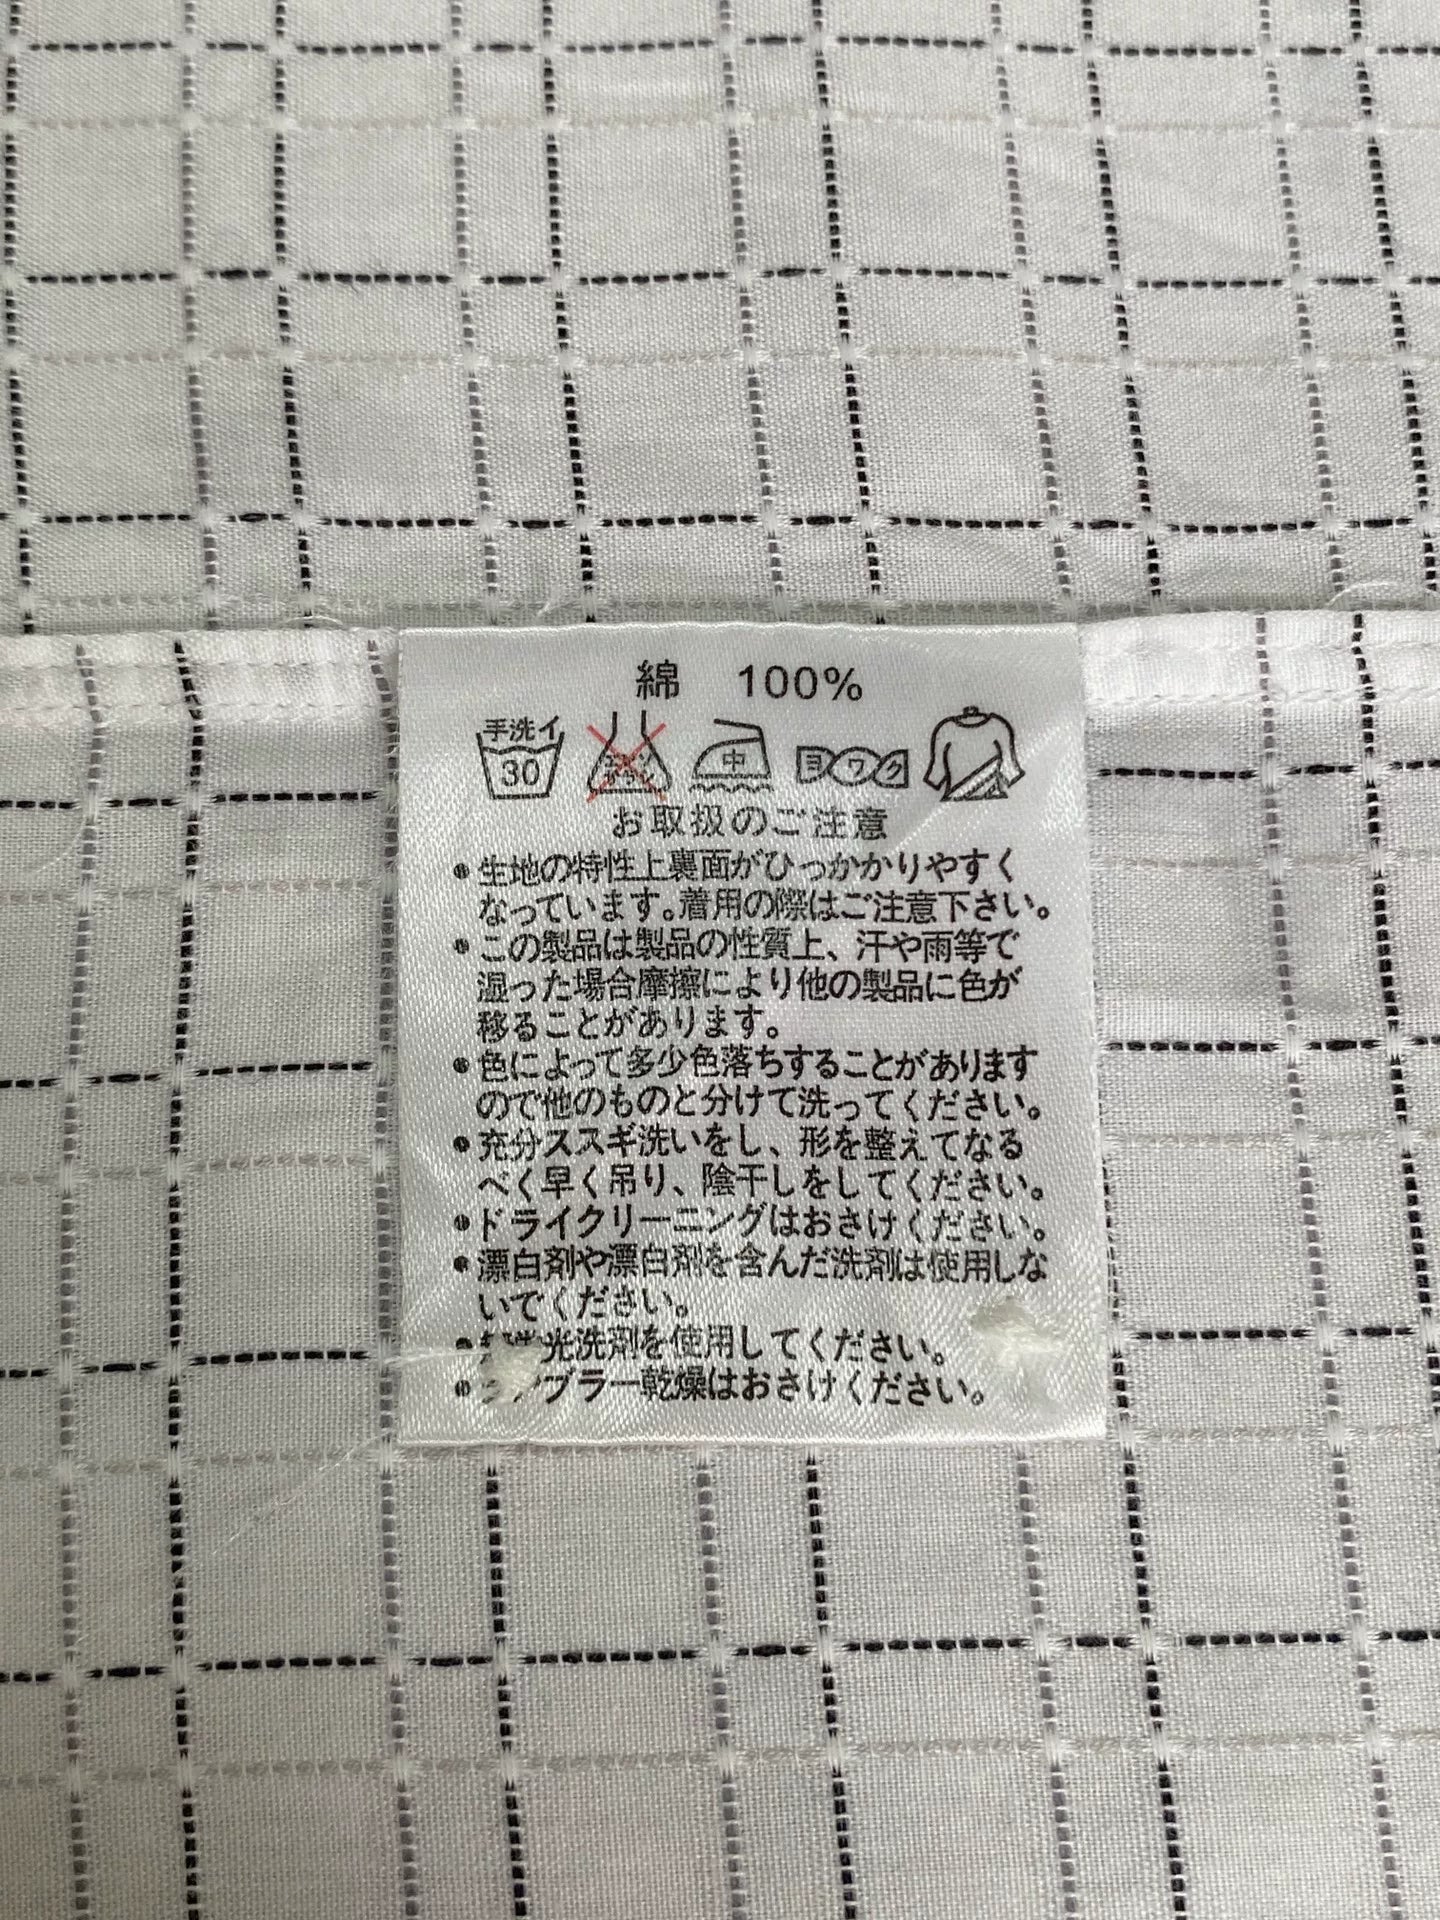 綿 100%
手洗イ
30
中
ヨワク
お取扱のご注意
●生地の特性上裏面がひっかかりやすく
なっています。着用の際はご注意下さい。
●この製品は製品の性質上、汗や雨等で
湿った場合摩擦により他の製品に色が
移ることがあります。
●色によって多少色落ちすることがあります
ので他のものと分けて洗ってください。
●充分ススギ洗いをし、形を整えてなる
べく早く吊り、陰干しをしてください。
●ドライクリーニングはおさけください。
●漂白剤や漂白剤を含んだ洗剤は使用しな
いでください。
●光洗剤を使用してください。
●ブラー乾燥はおさけください。